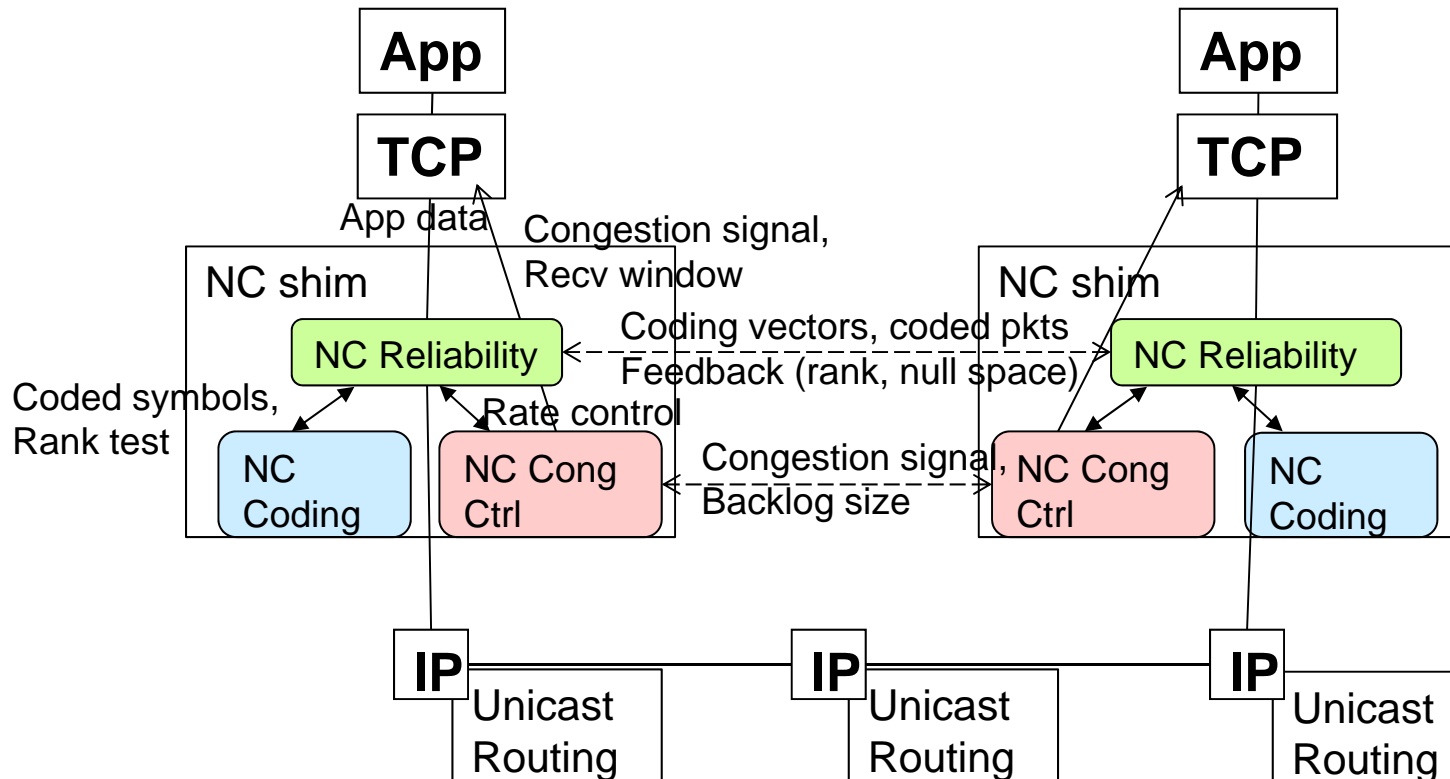 App
App
TCP
TCP
App data
Congestion signal,
Recv window
NC shim
NC shim
Coding vectors, coded pkts
NC Reliability
NC Reliability
Feedback (rank, null space)
Coded symbols,
Rank test
Rate control
NC
Coding
NC Cong
Ctrl
Congestion signal,
Backlog size
NC Cong
Ctrl
NC
Coding
IP
IP
IP
Unicast
Routing
Unicast
Routing
Unicast
Routing